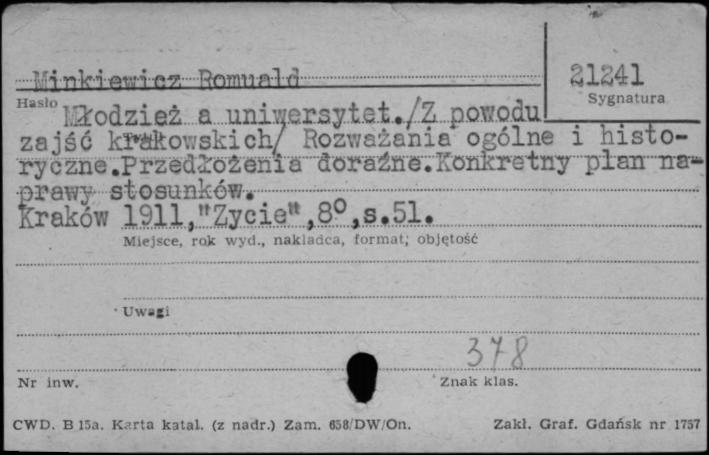 Minkiewicz Romuald
21241
Hasło
Sygnatura
Młodzież a uniwersytet./Z powodu
zajść krakowskich/ Rozważania ogólne i histo-
ryczne.Przedłożenia doraźne.Konkretny plan na-
prawy stosunków.
Kraków 1911,"Zycie",8º,s.51.
Miejsce, rok wyd., nakładca, format, objętość
Uwagi
378
Nr inw.
Znak klas.
CWD. B 15a. Karta katal. (z nadr.) Zam. 658/DW/On.
Zakł. Graf. Gdańsk nr 1757